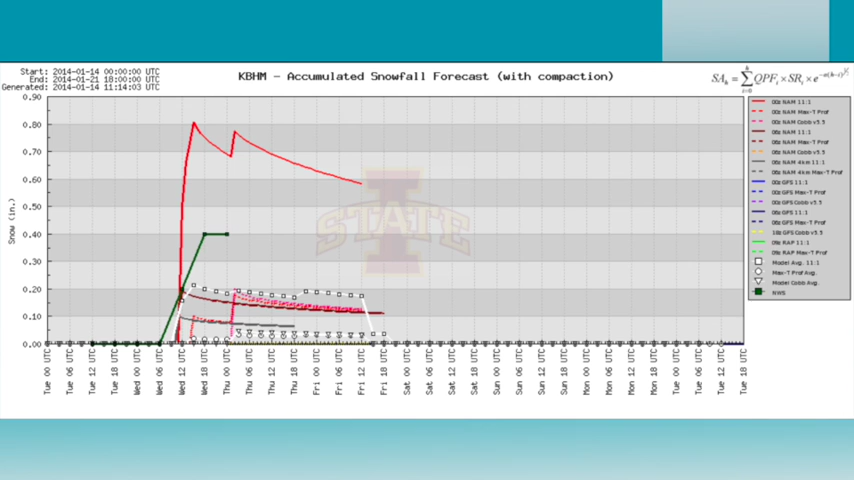 Start: 2014-01-14 00:00:00 UTC
End: 2014-01-21 18:00:00 UTC
Generated: 2014-01-14 11:14:03 UTC
KBHM - Accumulated Snowfall Forecast (with compaction)
0.90
0.80
0.70
0.60
0.50
0.40
0.30
0.20
0.10
0.00
Snow (in.)
STATE
Tue 00 UTC
Tue 06 UTC
Tue 12 UTC
Tue 18 UTC
Wed 00 UTC
Wed 06 UTC
Wed 12 UTC
Wed 18 UTC
Thu 00 UTC
Thu 06 UTC
Thu 12 UTC
Thu 18 UTC
Fri 00 UTC
Fri 06 UTC
Fri 12 UTC
Fri 18 UTC
Sat 00 UTC
Sat 06 UTC
Sat 12 UTC
Sat 18 UTC
Sun 00 UTC
Sun 06 UTC
Sun 12 UTC
Sun 18 UTC
Mon 00 UTC
Mon 06 UTC
Mon 12 UTC
Mon 18 UTC
Tue 00 UTC
Tue 06 UTC
Tue 12 UTC
Tue 18 UTC
00z NAM 11:1
00z NAM Max-T Prof
00z NAM Cobb v5.5
06z NAM 11:1
06z NAM Max-T Prof
06z NAM Cobb v5.5
06z NAM 4km 11:1
06z NAM 4km Max-T Prof
00z GFS 11:1
00z GFS Max-T Prof
00z GFS Cobb v5.5
06z GFS 11:1
06z GFS Max-T Prof
18z GFS Cobb v5.5
09z RAP 11:1
09z RAP Max-T Prof
Model Avg. 11:1
Max-T Prof Avg.
Model Cobb Avg.
NWS